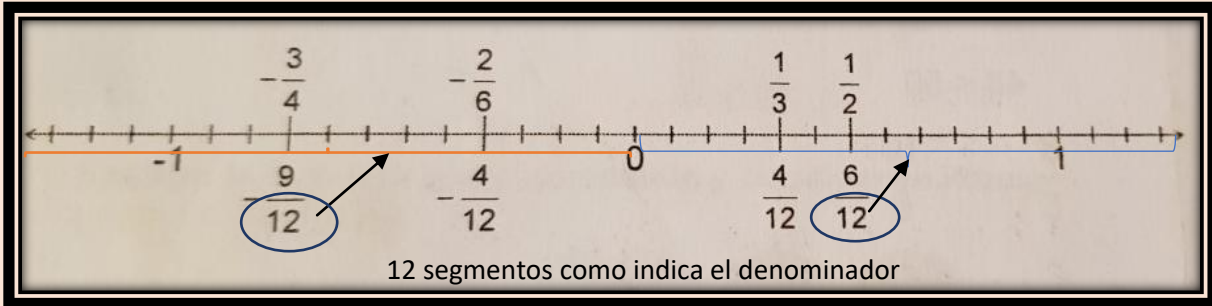 -3/4 -2/6 1/3 1/2
-1 0 1
-9/12 -4/12 4/12 6/12
12 segmentos como indica el denominador